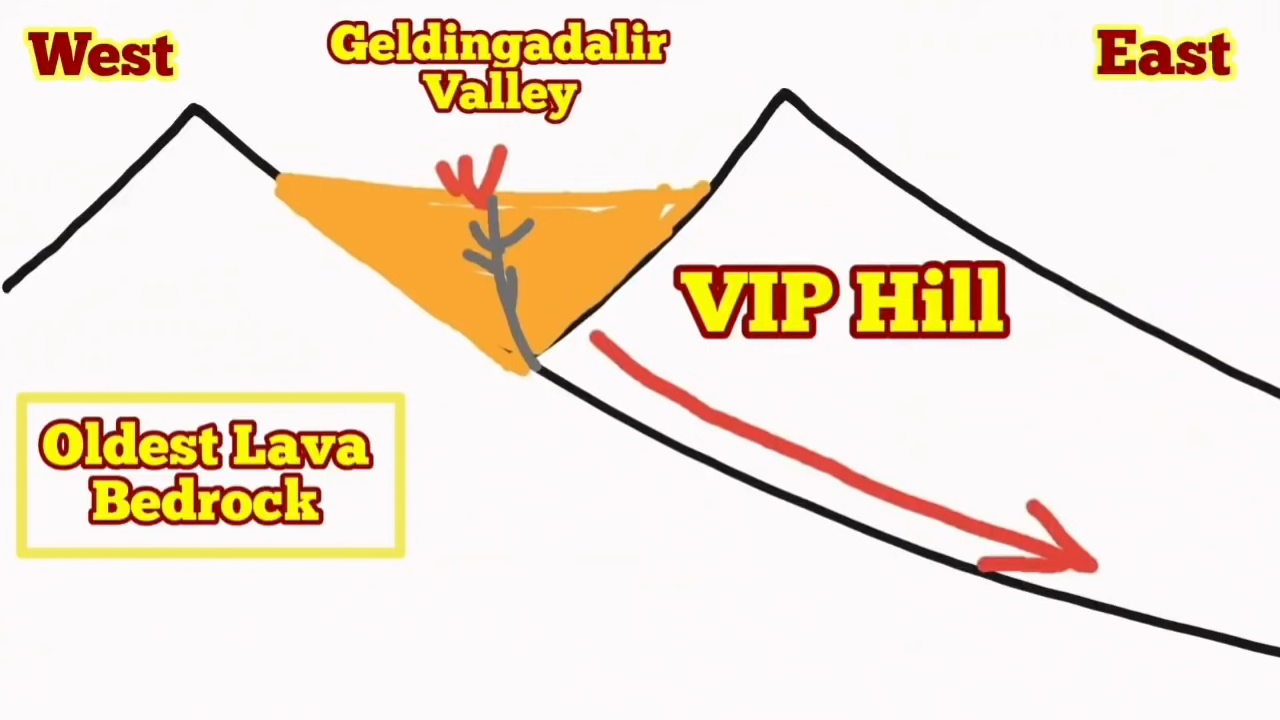 West
Geldingadalir
Valley
East
VIP Hill
Oldest Lava
Bedrock